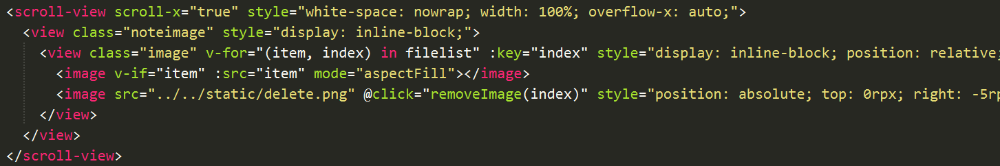 <scroll-view scroll-x="true" style="white-space: nowrap; width: 100%; overflow-x: auto;">
<view class="noteimage" style="display: inline-block;">
<view class="image" v-for="(item, index) in filelist" :key="index" style="display: inline-block; position: relative;
<image v-if="item" :src="item" mode="aspectFill"></image>
<image src="../../static/delete.png" @click="removeImage(index)" style="position: absolute; top: 0rpx; right: -5rp
</view>
</view>
</scroll-view>